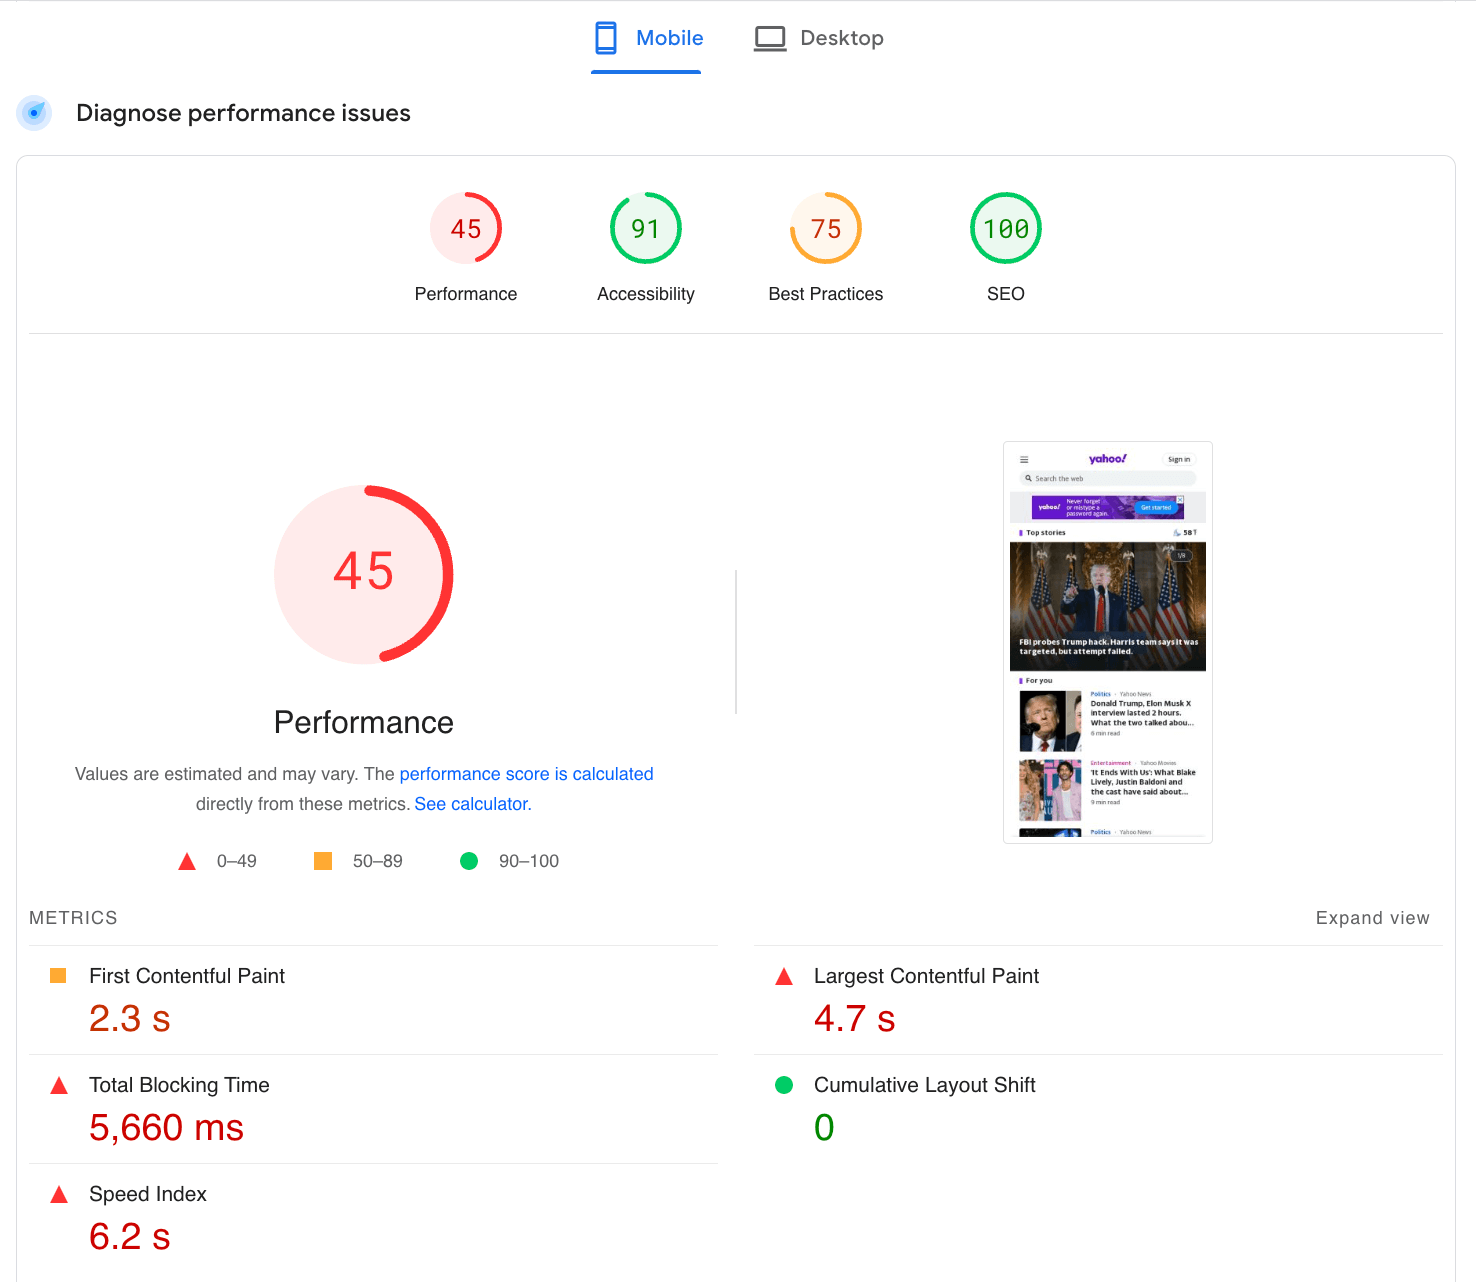 Mobile
Desktop
Diagnose performance issues
45
91
75
100
Performance
Accessibility
Best Practices
SEO
45
Performance
Values are estimated and may vary. The performance score is calculated
directly from these metrics. See calculator.
0–49
50–89
90–100
yahoo!
Sign in
Search the web
yahoo!
Never forget
or mistype a
password again.
Get started
Top stories
58°F
1/8
FBI probes Trump hack. Harris team says it was
targeted, but attempt failed.
For you
Politics · Yahoo News
Donald Trump, Elon Musk X
interview lasted 2 hours.
What the two talked abou...
6 min read
Entertainment · Yahoo Movies
'It Ends With Us': What Blake
Lively, Justin Baldoni and
the cast have said about...
9 min read
Politics · Yahoo News
METRICS
Expand view
First Contentful Paint
2.3 s
Largest Contentful Paint
4.7 s
Total Blocking Time
5,660 ms
Cumulative Layout Shift
0
Speed Index
6.2 s